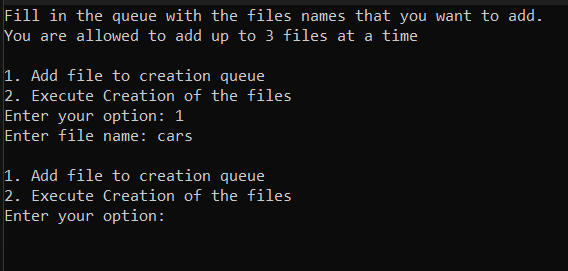 Fill in the queue with the files names that you want to add.
You are allowed to add up to 3 files at a time
1. Add file to creation queue
2. Execute Creation of the files
Enter your option: 1
Enter file name: cars
1. Add file to creation queue
2. Execute Creation of the files
Enter your option: